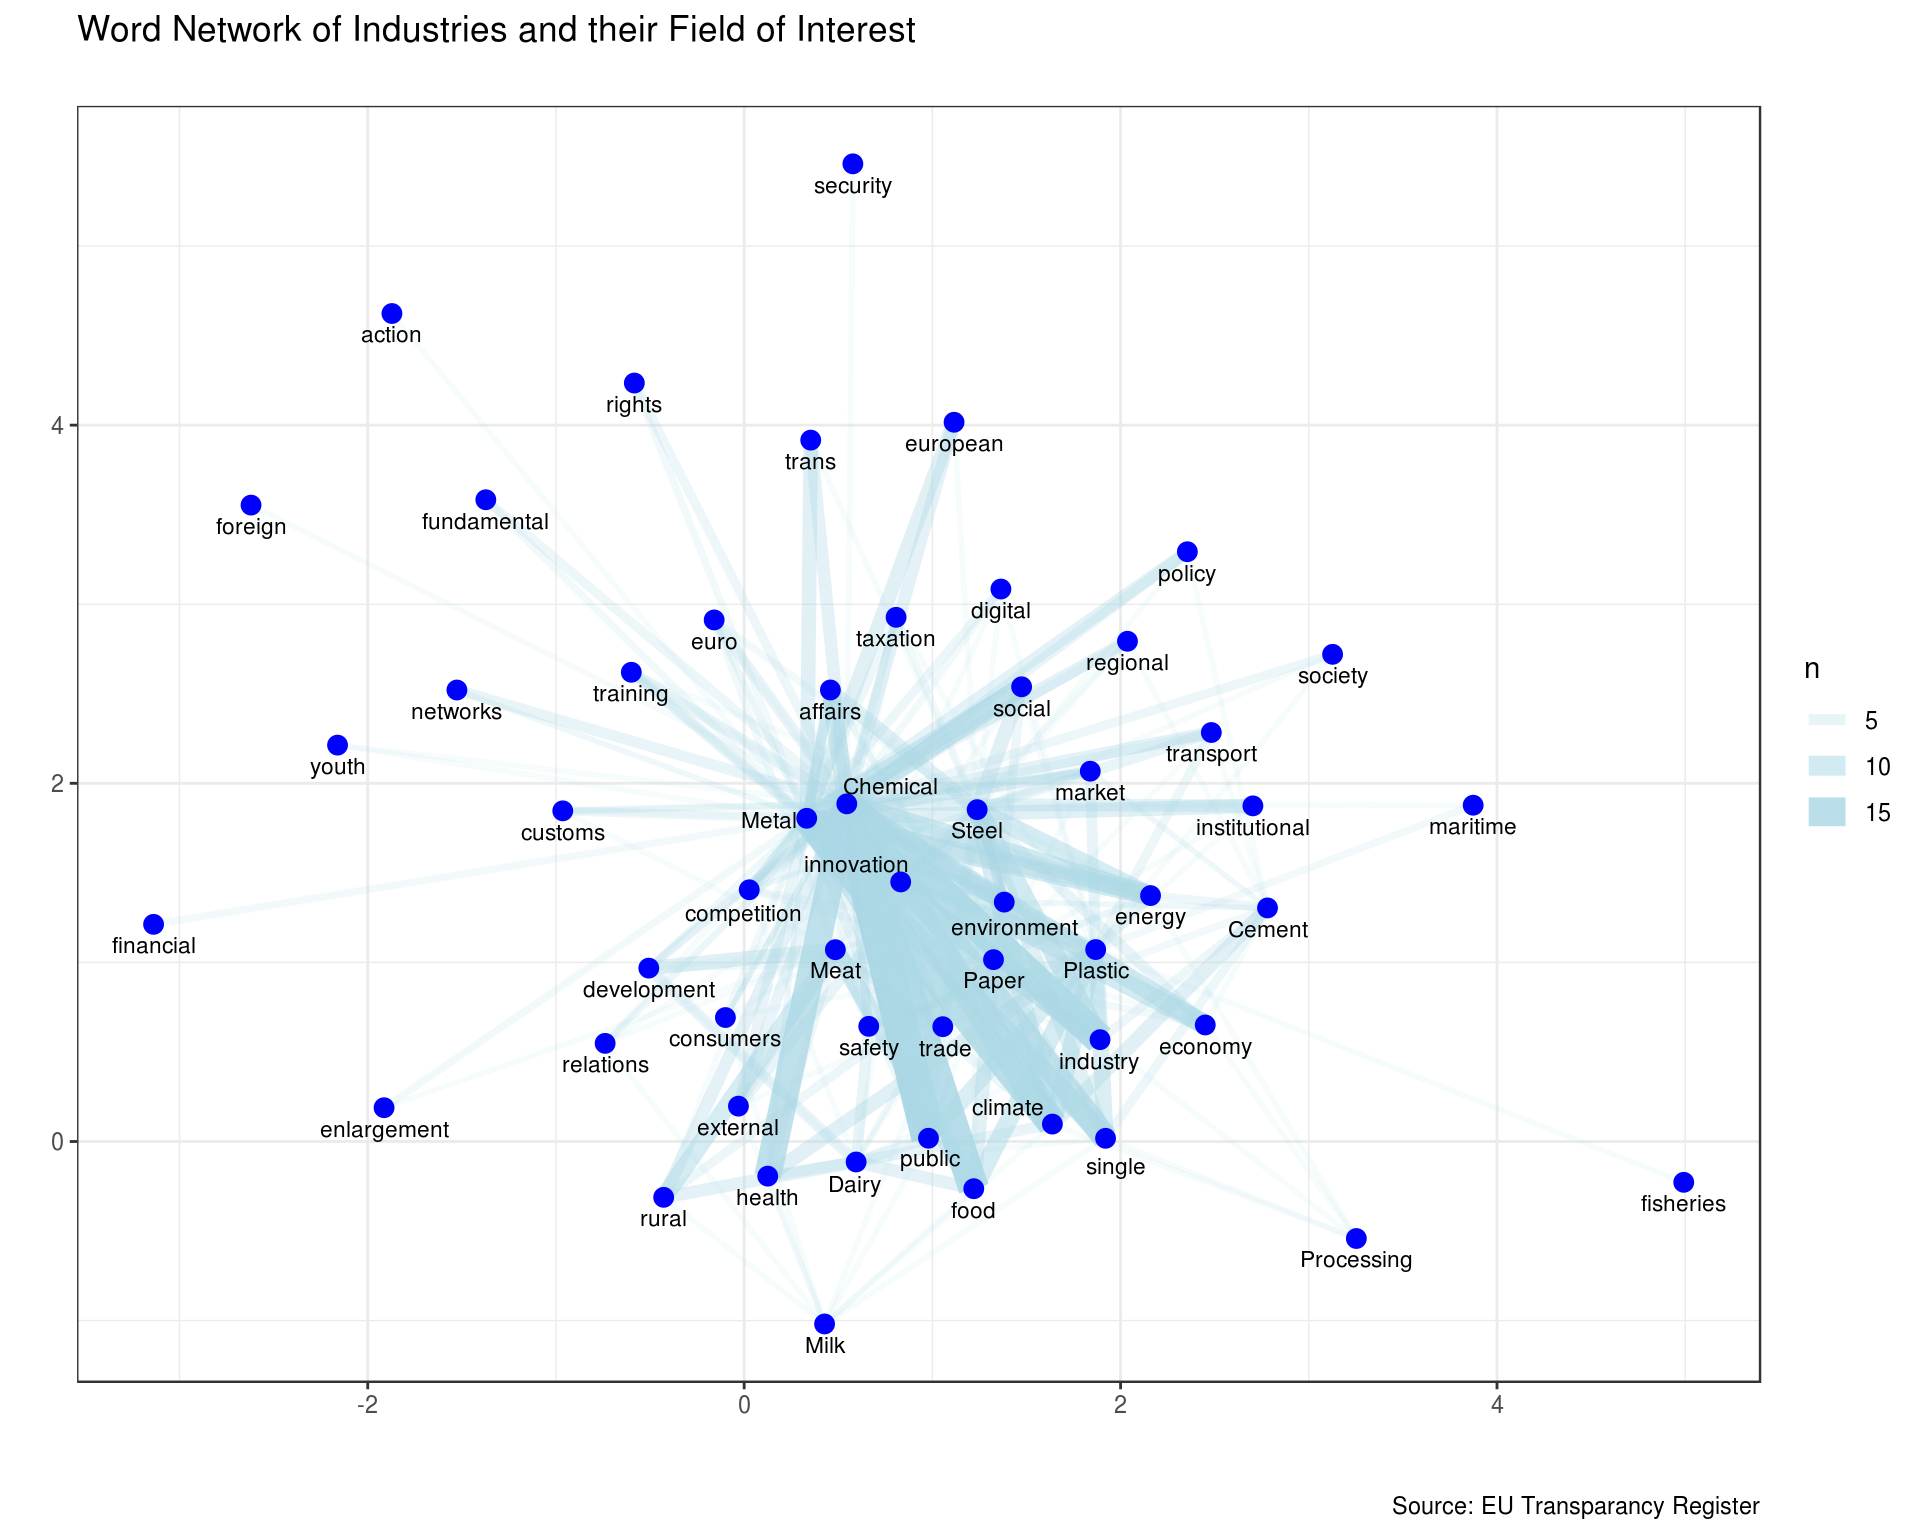 Word Network of Industries and their Field of Interest
security
action
rights
european
trans
fundamental
foreign
policy
digital
taxation
euro
regional
society
training
networks
affairs
social
transport
youth
Chemical
market
Metal
customs
Steel
institutional
maritime
innovation
competition
environment
energy
Cement
financial
Meat
Paper
Plastic
development
consumers
safety
trade
economy
relations
industry
climate
external
enlargement
public
single
Dairy
health
food
rural
fisheries
Processing
Milk
4
2
0
-2
0
2
4
n
5
10
15
Source: EU Transparancy Register